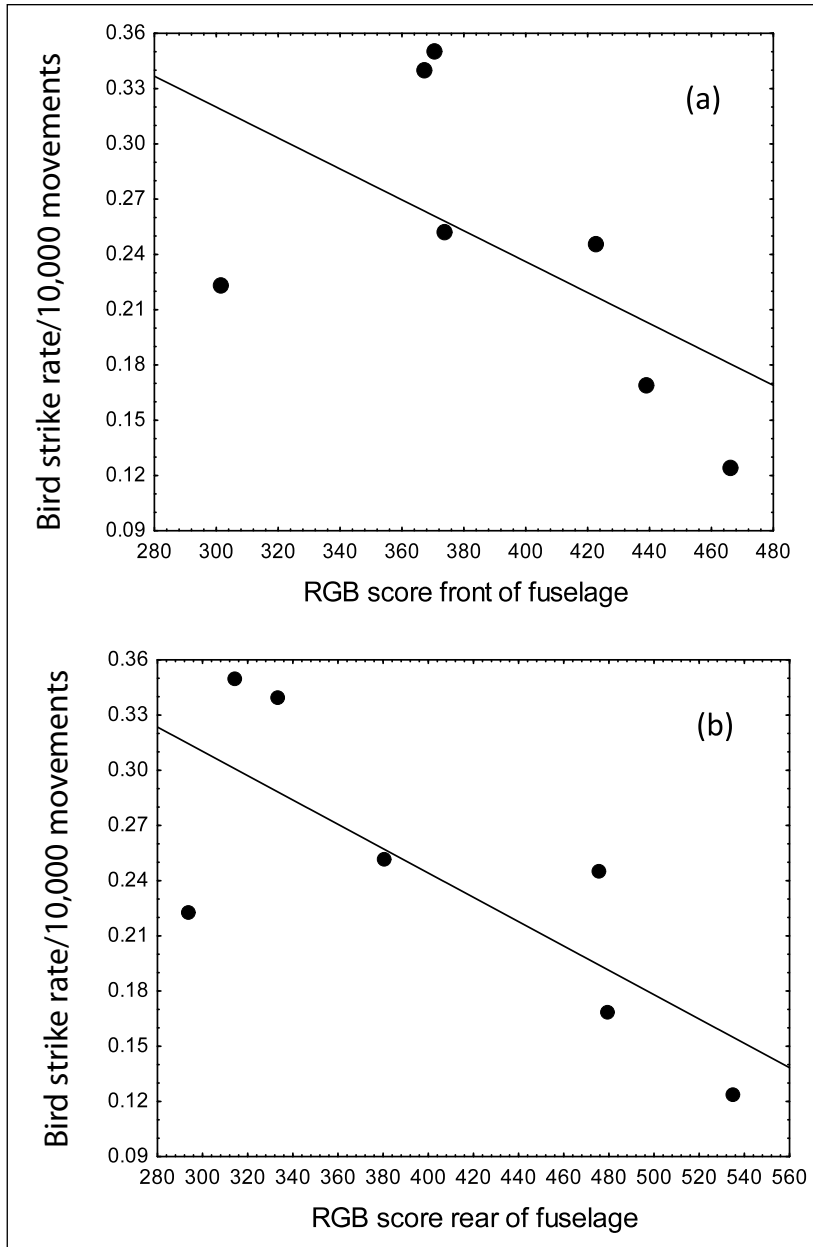 Bird strike rate/10,000 movements
0.36
0.33
0.30
0.27
0.24
0.21
0.18
0.15
0.12
0.09
(a)
280 300 320 340 360 380 400 420 440 460 480
RGB score front of fuselage
Bird strike rate/10,000 movements
0.36
0.33
0.30
0.27
0.24
0.21
0.18
0.15
0.12
0.09
(b)
280 300 320 340 360 380 400 420 440 460 480 500 520 540 560
RGB score rear of fuselage